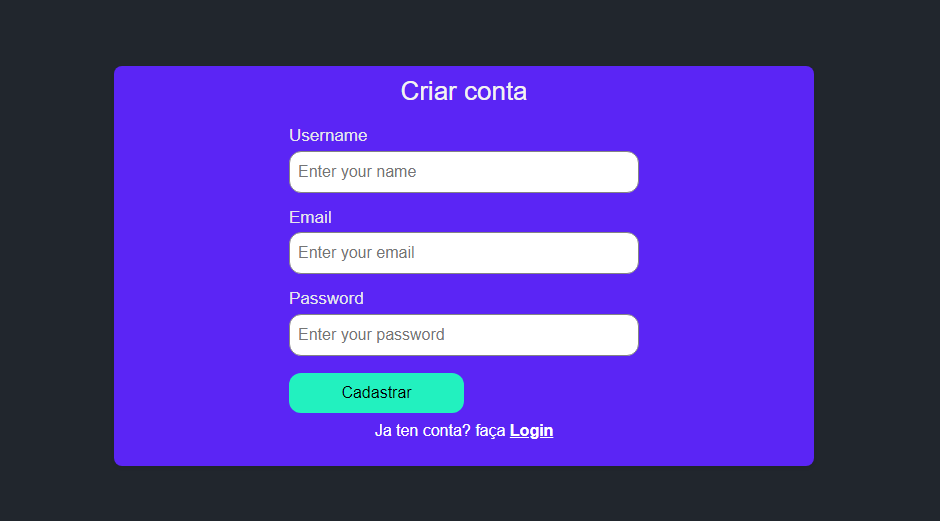 Criar conta
Username
Enter your name
Email
Enter your email
Password
Enter your password
Cadastrar
Ja ten conta? faça Login